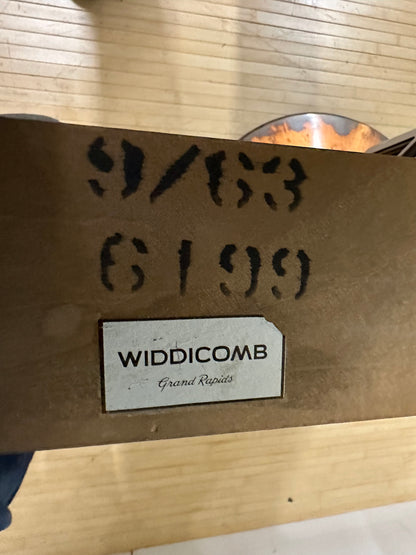 9/63
6199
WIDDICOMB
Grand Rapids